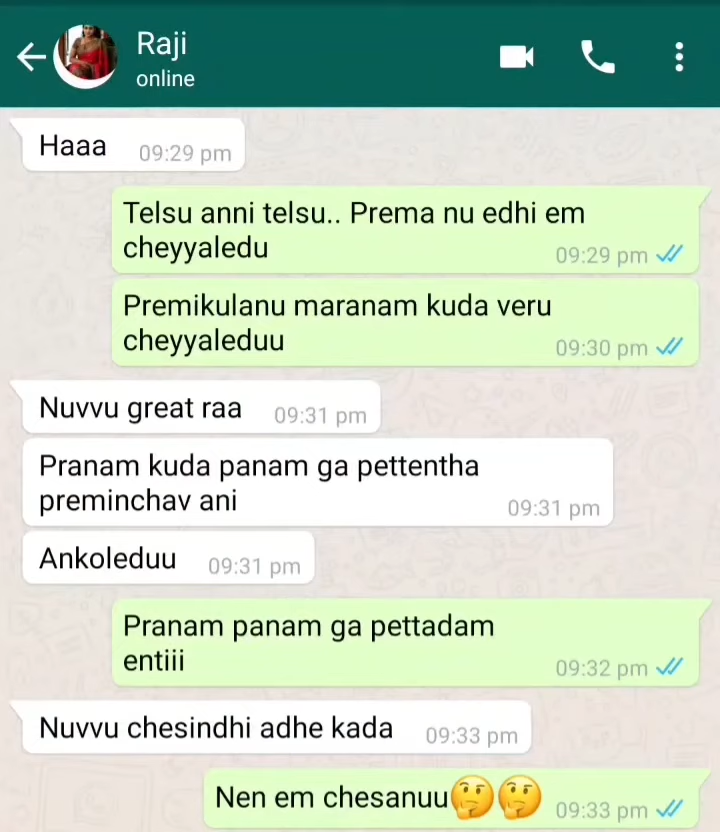 Raji
online
Haaa 09:29 pm
Telsu anni telsu.. Prema nu edhi em
cheyyaledu 09:29 pm
Premikulanu maranam kuda veru
cheyyaleduu 09:30 pm
Nuvvu great raa 09:31 pm
Pranam kuda panam ga pettentha
preminchav ani 09:31 pm
Ankoleduu 09:31 pm
Pranam panam ga pettadam
entiii 09:32 pm
Nuvvu chesindhi adhe kada 09:33 pm
Nen em chesanuu🤔🤔 09:33 pm